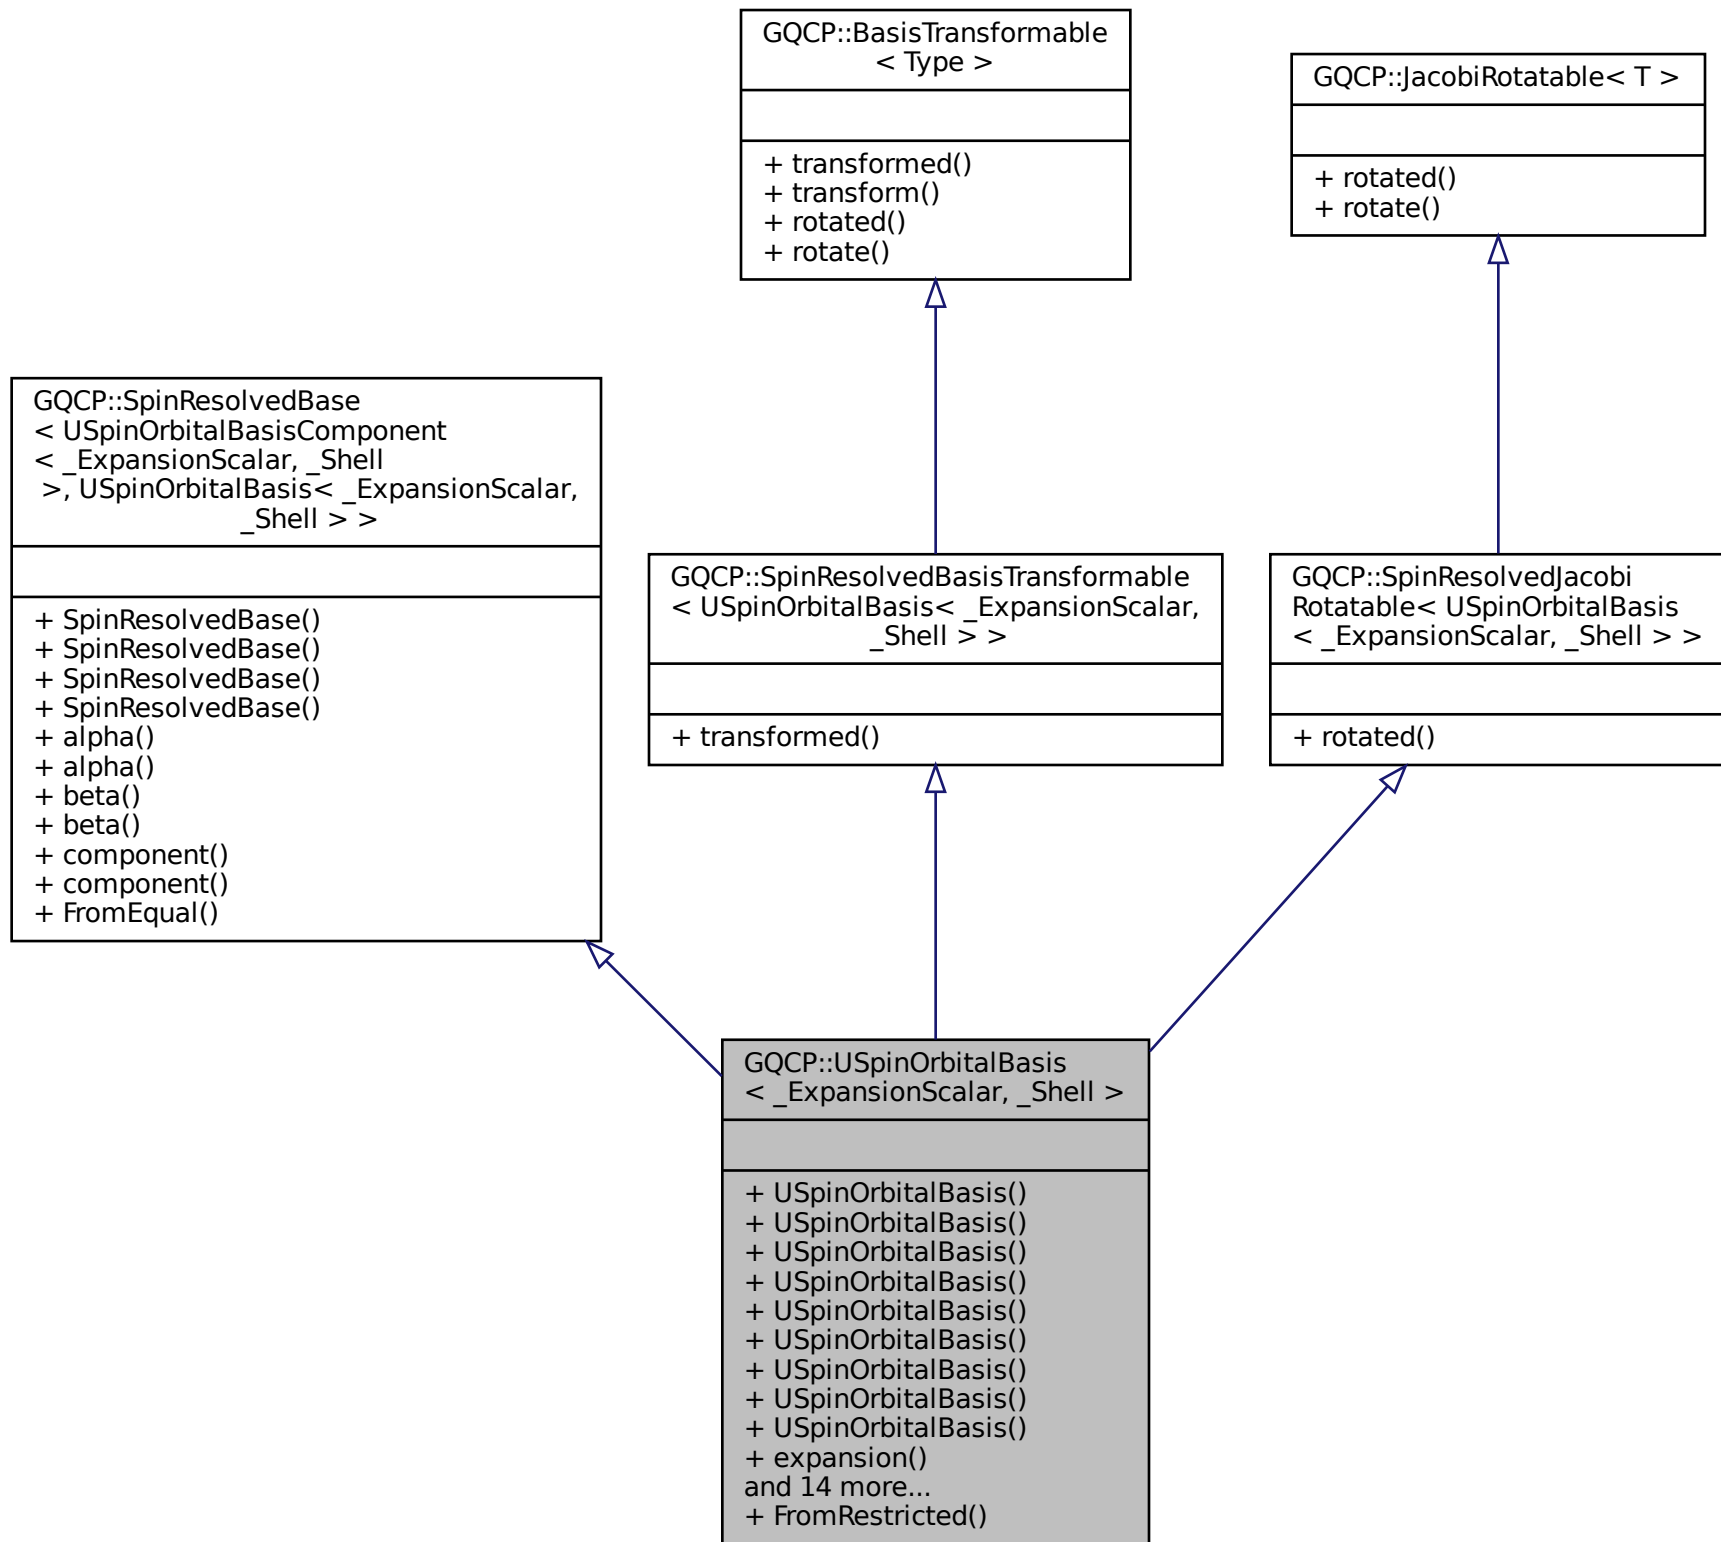 GQCP::BasisTransformable
< Type >
+ transformed()
+ transform()
+ rotated()
+ rotate()
GQCP::JacobiRotatable< T >
+ rotated()
+ rotate()
GQCP::SpinResolvedBase
< USpinOrbitalBasisComponent
< _ExpansionScalar, _Shell
>, USpinOrbitalBasis< _ExpansionScalar,
_Shell > >
+ SpinResolvedBase()
+ SpinResolvedBase()
+ SpinResolvedBase()
+ SpinResolvedBase()
+ alpha()
+ alpha()
+ beta()
+ beta()
+ component()
+ component()
+ FromEqual()
GQCP::SpinResolvedBasisTransformable
< USpinOrbitalBasis< _ExpansionScalar,
_Shell > >
+ transformed()
GQCP::SpinResolvedJacobi
Rotatable< USpinOrbitalBasis
< _ExpansionScalar, _Shell > >
+ rotated()
GQCP::USpinOrbitalBasis
< _ExpansionScalar, _Shell >
+ USpinOrbitalBasis()
+ USpinOrbitalBasis()
+ USpinOrbitalBasis()
+ USpinOrbitalBasis()
+ USpinOrbitalBasis()
+ USpinOrbitalBasis()
+ USpinOrbitalBasis()
+ USpinOrbitalBasis()
+ USpinOrbitalBasis()
+ expansion()
and 14 more...
+ FromRestricted()